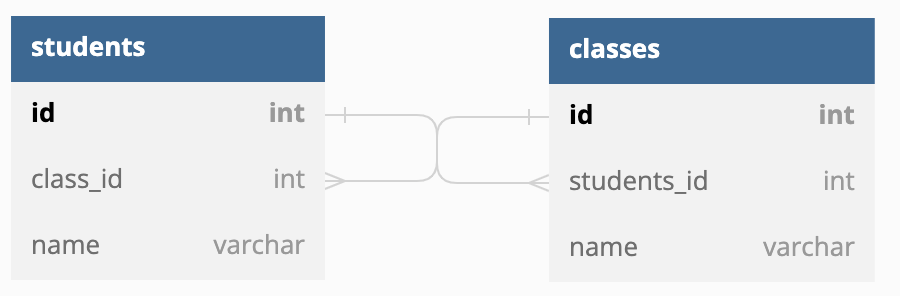 students
id int
class_id int
name varchar
classes
id int
students_id int
name varchar